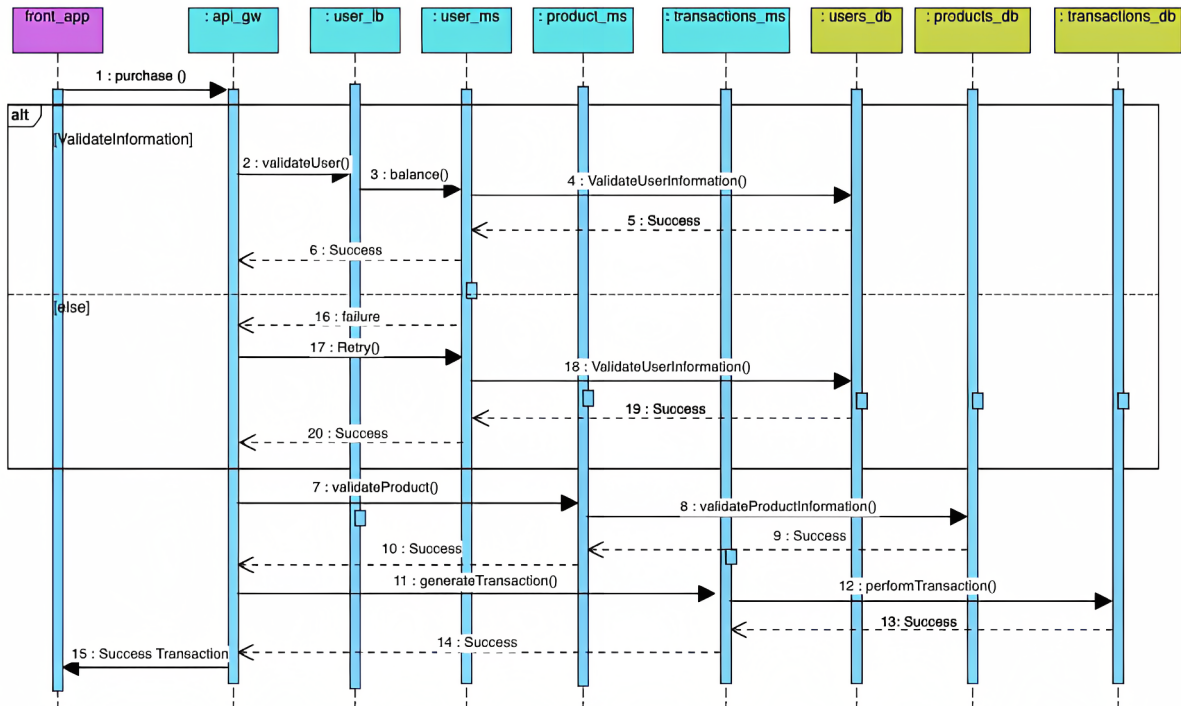 front_app
: api_gw
: user_lb
: user_ms
: product_ms
: transactions_ms
: users_db
: products_db
: transactions_db
1 : purchase ()
alt
[ValidateInformation]
2 : validateUser()
3 : balance()
4 : ValidateUserInformation()
5 : Success
6 : Success
[else]
16 : failure
17 : Retry()
18 : ValidateUserInformation()
19 : Success
20 : Success
7 : validateProduct()
8 : validateProductInformation()
9 : Success
10 : Success
11 : generateTransaction()
12 : performTransaction()
13: Success
14 : Success
15 : Success Transaction